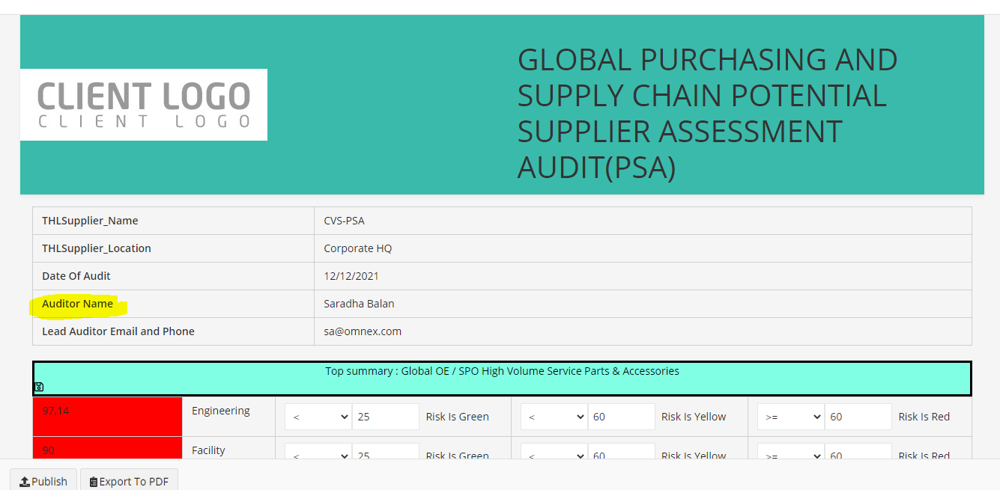 GLOBAL PURCHASING AND
SUPPLY CHAIN POTENTIAL
SUPPLIER ASSESSMENT
AUDIT(PSA)
CLIENT LOGO
CLIENT LOGO
THLSupplier_Name CVS-PSA
THLSupplier_Location Corporate HQ
Date Of Audit 12/12/2021
Auditor Name Saradha Balan
Lead Auditor Email and Phone sa@omnex.com
Top summary : Global OE / SPO High Volume Service Parts & Accessories
97.14 Engineering < 25 Risk Is Green < 60 Risk Is Yellow >= 60 Risk Is Red
90 Facility < 25 Risk Is Green < 60 Risk Is Yellow >= 60 Risk Is Red
Publish Export To PDF